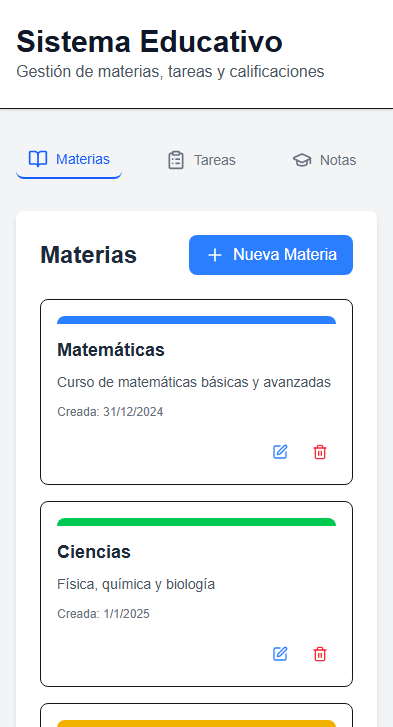 Sistema Educativo
Gestión de materias, tareas y calificaciones
Materias
Tareas
Notas
Materias
Nueva Materia
Matemáticas
Curso de matemáticas básicas y avanzadas
Creada: 31/12/2024
Ciencias
Física, química y biología
Creada: 1/1/2025